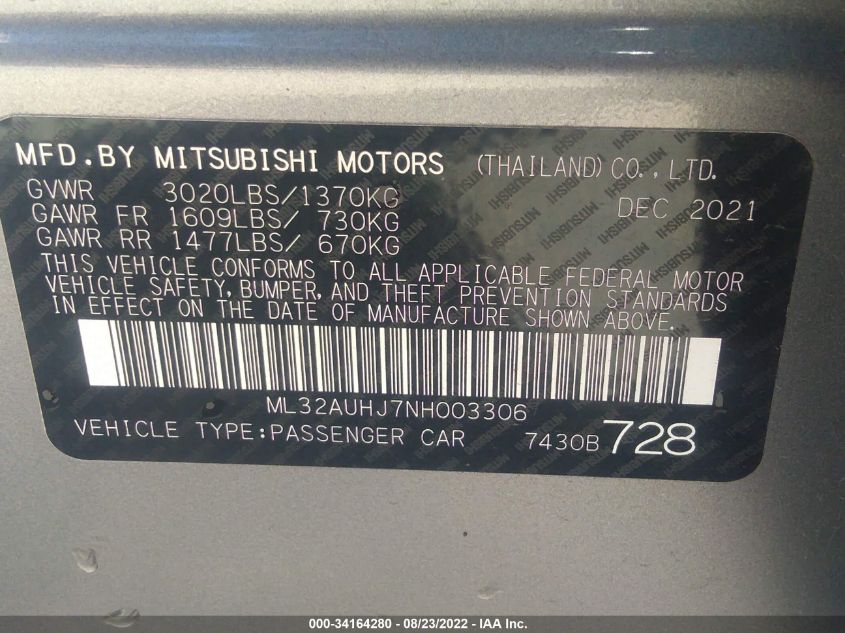 MFD.BY MITSUBISHI MOTORS (THAILAND) CO., LTD.
GVWR 3020LBS/1370KG DEC 2021
GAWR FR 1609LBS/ 730KG
GAWR RR 1477LBS/ 670KG
THIS VEHICLE CONFORMS TO ALL APPLICABLE FEDERAL MOTOR
VEHICLE SAFETY, BUMPER, AND THEFT PREVENTION STANDARDS
IN EFFECT ON THE DATE OF MANUFACTURE SHOWN ABOVE.
ML32AUHJ7NH003306
VEHICLE TYPE:PASSENGER CAR 7430B 728
000-34164280 - 08/23/2022 - IAA Inc.